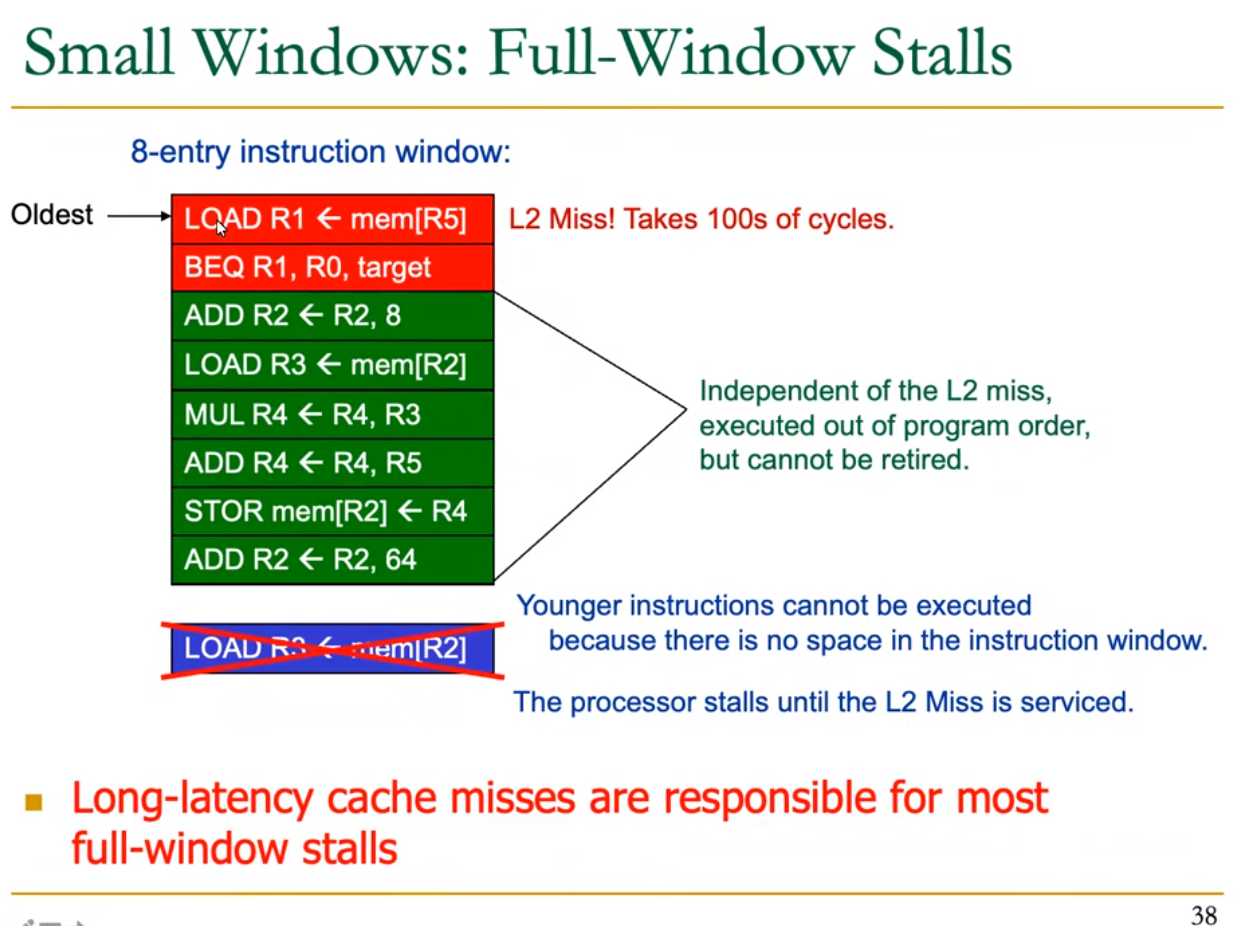 Small Windows: Full-Window Stalls
8-entry instruction window:
Oldest
LOAD R1 ← mem[R5]
L2 Miss! Takes 100s of cycles.
BEQ R1, R0, target
ADD R2 ← R2, 8
LOAD R3 ← mem[R2]
MUL R4 ← R4, R3
ADD R4 ← R4, R5
STOR mem[R2] ← R4
ADD R2 ← R2, 64
Independent of the L2 miss,
executed out of program order,
but cannot be retired.
LOAD R3 ← mem[R2]
Younger instructions cannot be executed
because there is no space in the instruction window.
The processor stalls until the L2 Miss is serviced.
Long-latency cache misses are responsible for most
full-window stalls
38